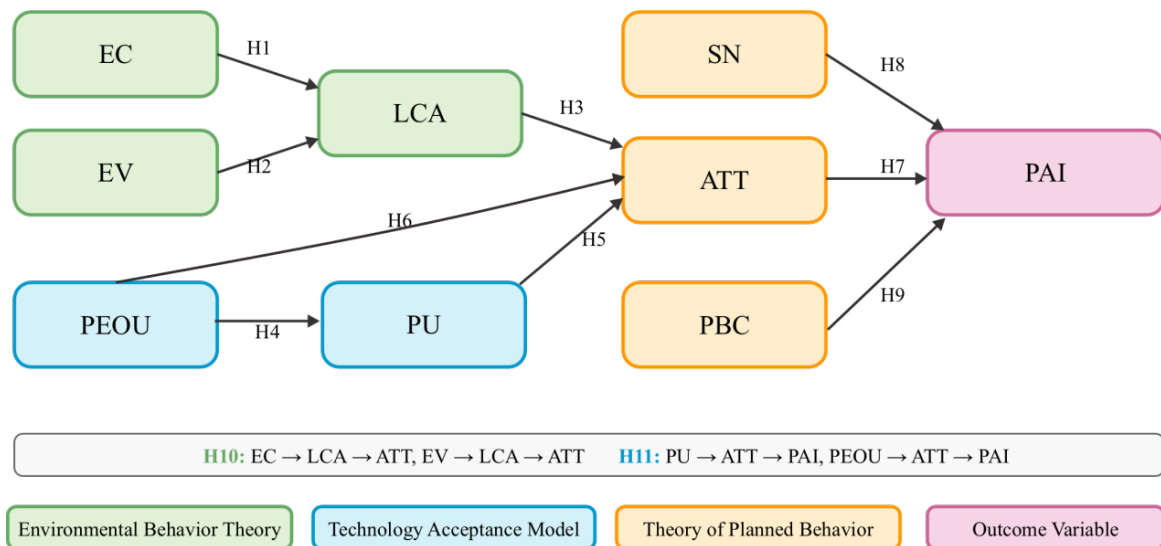 EC
H1
SN
H8
LCA
H3
EV
H2
ATT
H7
PAI
H6
H5
PEOU
H4
PU
PBC
H9
H10: EC → LCA → ATT, EV → LCA → ATT H11: PU → ATT → PAI, PEOU → ATT → PAI
Environmental Behavior Theory
Technology Acceptance Model
Theory of Planned Behavior
Outcome Variable